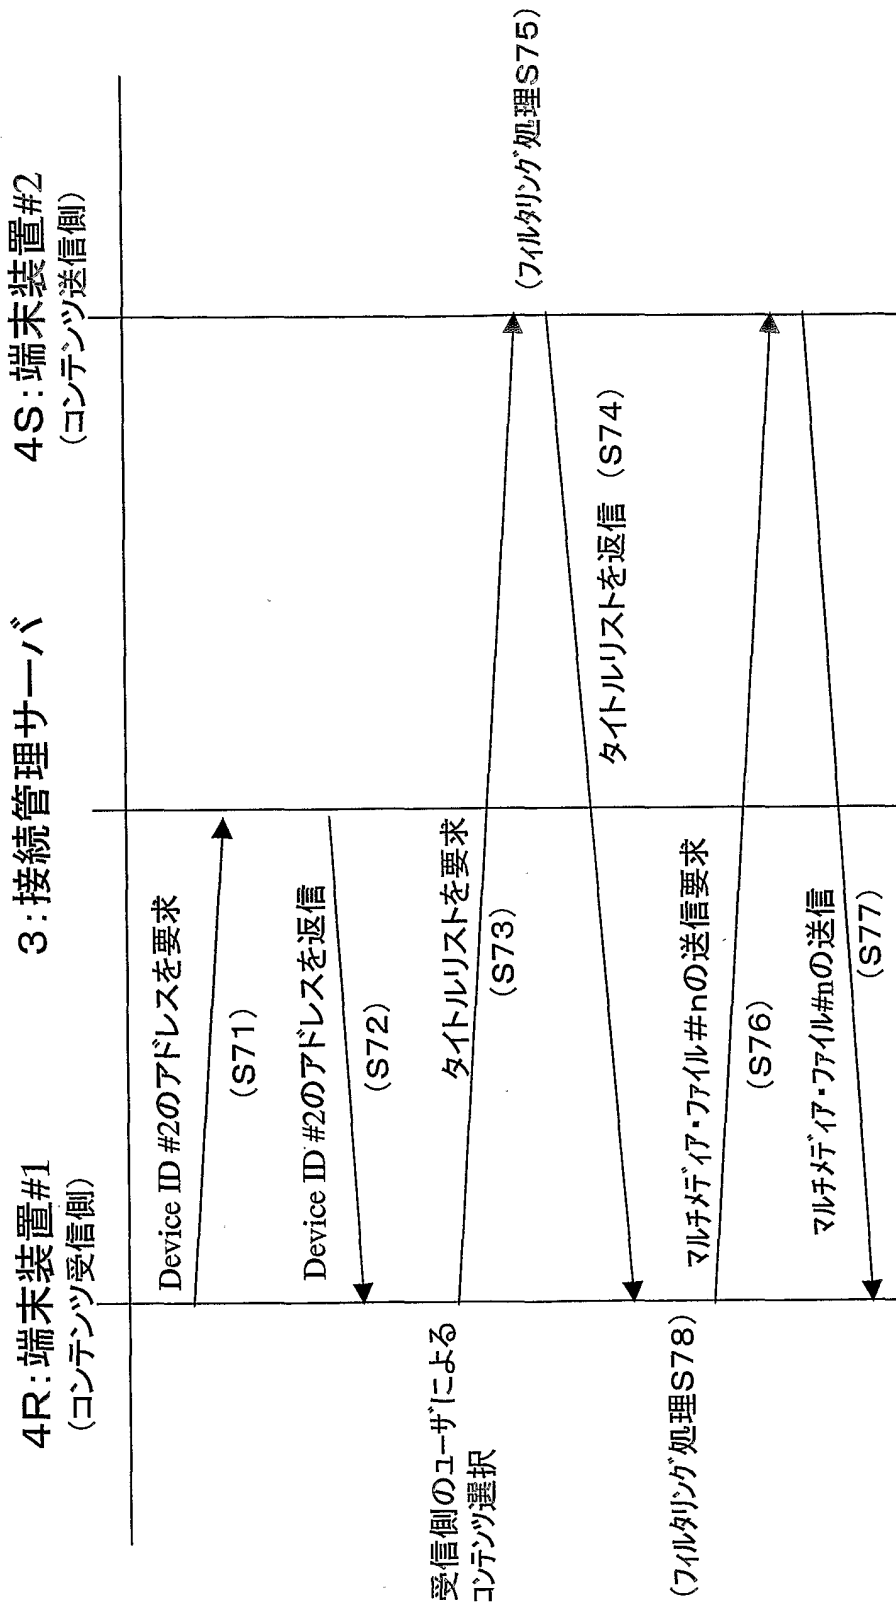 4R:端末装置#1
(コンテンツ受信側)
3:接続管理サーバ
4S:端末装置#2
(コンテンツ送信側)
Device ID #2のアドレスを要求
(S71)
Device ID #2のアドレスを返信
(S72)
受信側のユーザによる
コンテンツ選択
タイトルリストを要求
(S73)
(フィルタリング処理S75)
タイトルリストを返信 (S74)
(フィルタリング処理S78)
マルチメディア・ファイル#nの送信要求
(S76)
マルチメディア・ファイル#nの送信
(S77)